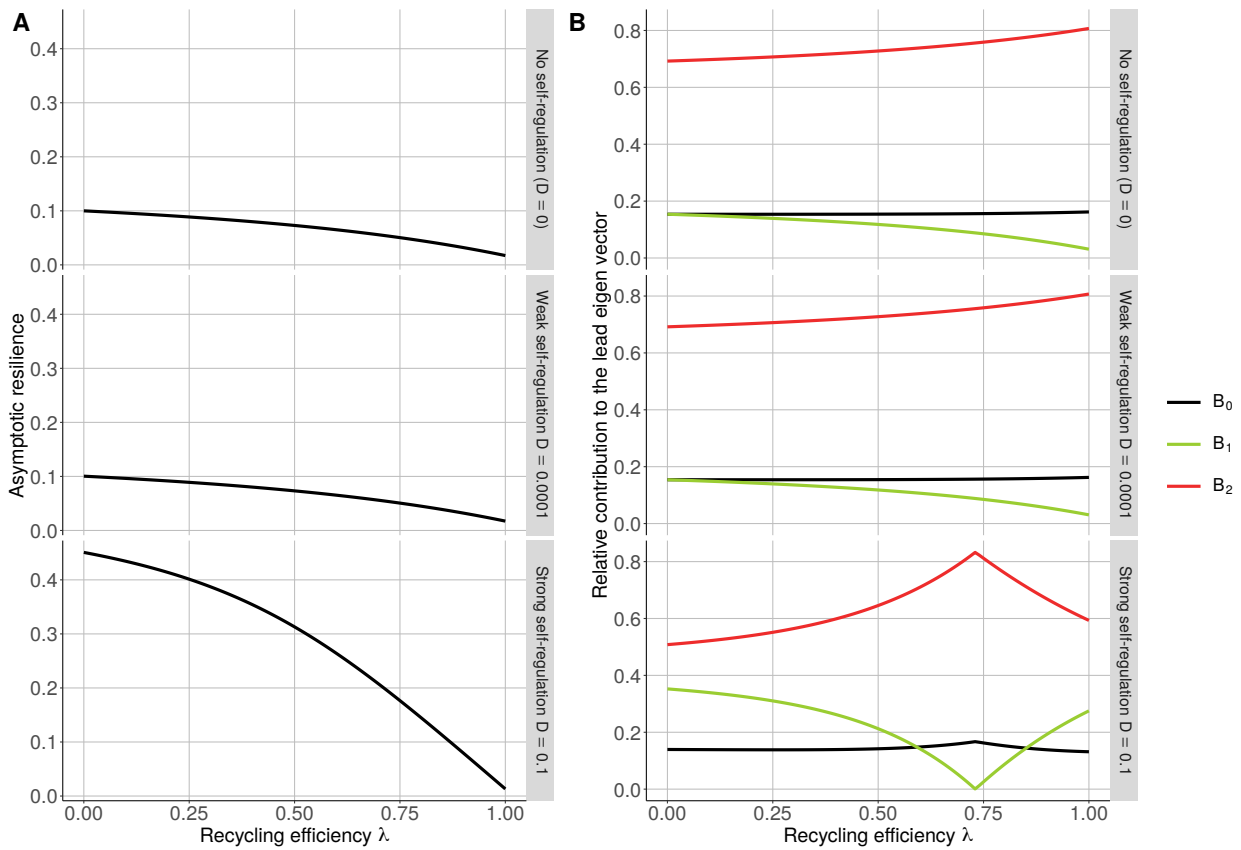 A
0.4
0.3
0.2
0.1
0.0
No self-regulation (D = 0)
0.4
0.3
0.2
0.1
0.0
Weak self-regulation D = 0.0001
0.4
0.3
0.2
0.1
0.0
Strong self-regulation D = 0.1
Asymptotic resilience
0.00 0.25 0.50 0.75 1.00
Recycling efficiency λ
B
0.8
0.6
0.4
0.2
0.0
No self-regulation (D = 0)
0.8
0.6
0.4
0.2
0.0
Weak self-regulation D = 0.0001
0.8
0.6
0.4
0.2
0.0
Strong self-regulation D = 0.1
Relative contribution to the lead eigen vector
0.00 0.25 0.50 0.75 1.00
Recycling efficiency λ
B₀
B₁
B₂